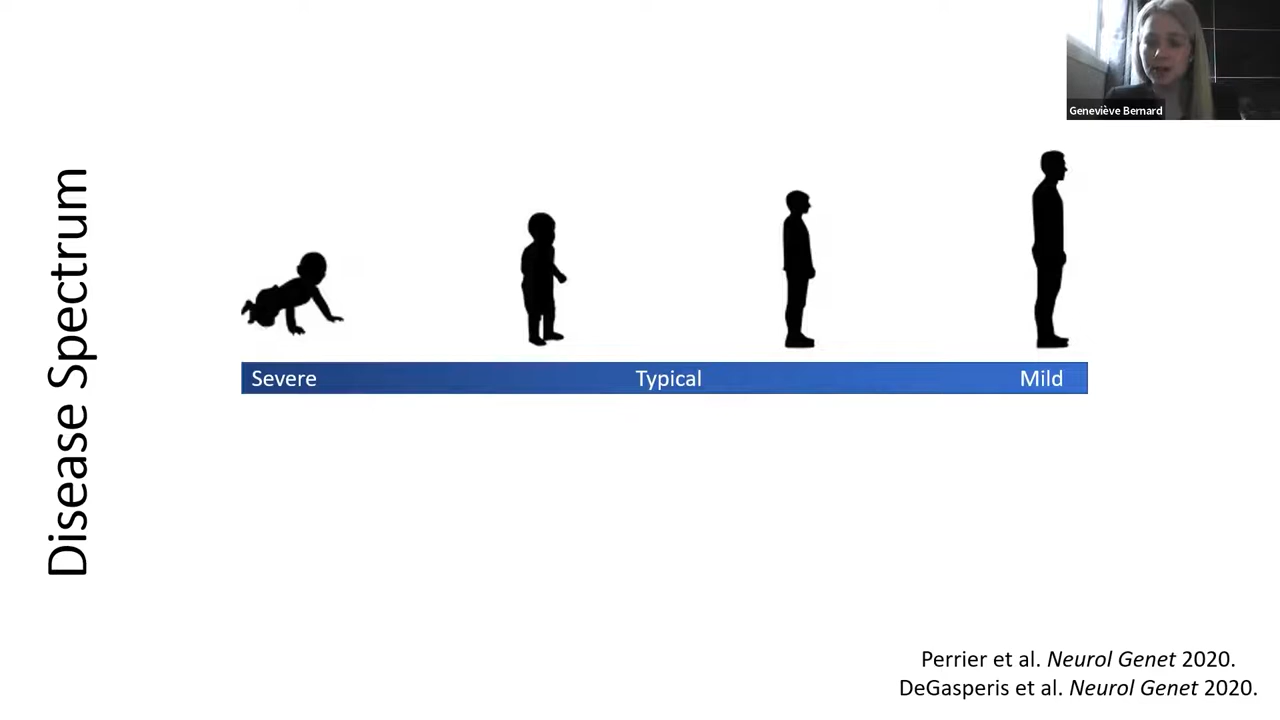 Geneviève Bernard
Disease Spectrum
Severe Typical Mild
Perrier et al. Neurol Genet 2020.
DeGasperis et al. Neurol Genet 2020.